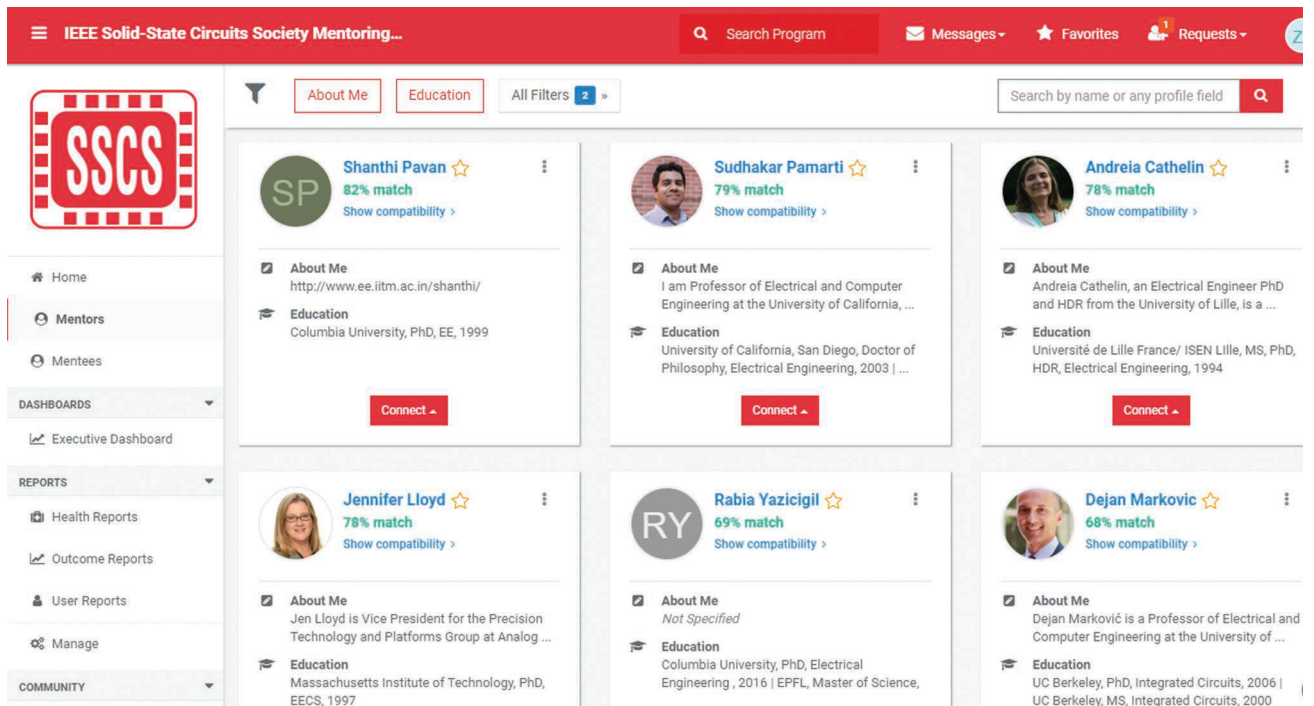 IEEE Solid-State Circuits Society Mentoring...
Search Program
Messages
Favorites
1
Requests
Z
SSCS
Home
Mentors
Mentees
DASHBOARDS
Executive Dashboard
REPORTS
Health Reports
Outcome Reports
User Reports
Manage
COMMUNITY
About Me
Education
All Filters 2 »
Search by name or any profile field
SP
Shanthi Pavan
82% match
Show compatibility >
About Me
http://www.ee.iitm.ac.in/shanthi/
Education
Columbia University, PhD, EE, 1999
Connect
Sudhakar Pamarti
79% match
Show compatibility >
About Me
I am Professor of Electrical and Computer
Engineering at the University of California, ...
Education
University of California, San Diego, Doctor of
Philosophy, Electrical Engineering, 2003 | ...
Connect
Andreia Cathelin
78% match
Show compatibility >
About Me
Andreia Cathelin, an Electrical Engineer PhD
and HDR from the University of Lille, is a ...
Education
Université de Lille France/ ISEN LIlle, MS, PhD,
HDR, Electrical Engineering, 1994
Connect
Jennifer Lloyd
78% match
Show compatibility >
About Me
Jen Lloyd is Vice President for the Precision
Technology and Platforms Group at Analog ...
Education
Massachusetts Institute of Technology, PhD,
EECS, 1997
RY
Rabia Yazicigil
69% match
Show compatibility >
About Me
Not Specified
Education
Columbia University, PhD, Electrical
Engineering , 2016 | EPFL, Master of Science,
Dejan Markovic
68% match
Show compatibility >
About Me
Dejan Marković is a Professor of Electrical and
Computer Engineering at the University of ...
Education
UC Berkeley, PhD, Integrated Circuits, 2006 |
UC Berkeley, MS, Integrated Circuits, 2000